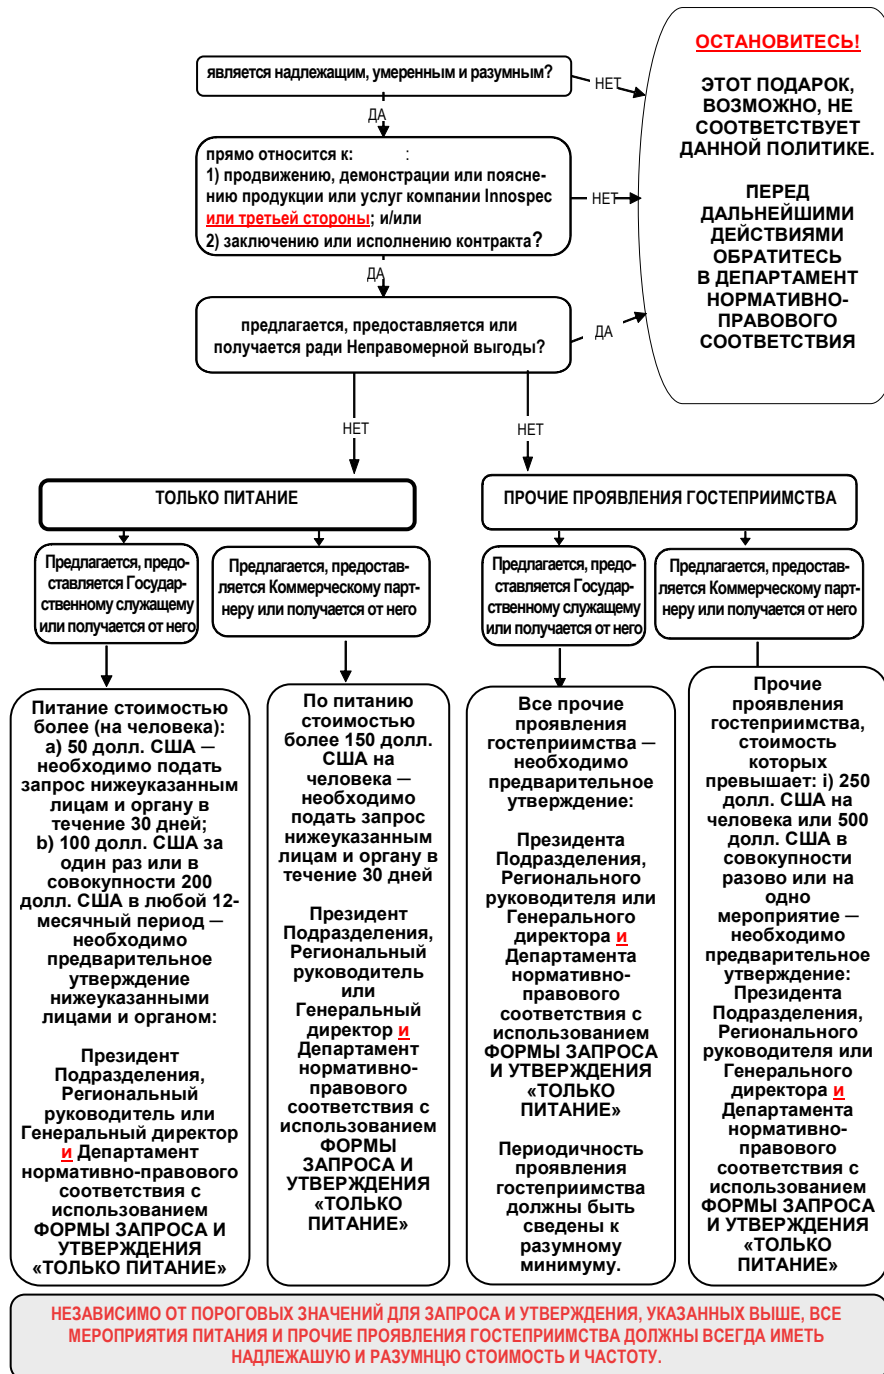 является надлежащим, умеренным и разумным?
НЕТ
ДА
прямо относится к: :
1) продвижению, демонстрации или поясне-
нию продукции или услуг компании Innospec
или третьей стороны; и/или
2) заключению или исполнению контракта?
НЕТ
ДА
предлагается, предоставляется или
получается ради Неправомерной выгоды?
ДА
ОСТАНОВИТЕСЬ!
ЭТОТ ПОДАРОК,
ВОЗМОЖНО, НЕ
СООТВЕТСТВУЕТ
ДАННОЙ ПОЛИТИКЕ.
ПЕРЕД
ДАЛЬНЕЙШИМИ
ДЕЙСТВИЯМИ
ОБРАТИТЕСЬ
В ДЕПАРТАМЕНТ
НОРМАТИВНО-
ПРАВОВОГО
СООТВЕТСТВИЯ
НЕТ
НЕТ
ТОЛЬКО ПИТАНИЕ
ПРОЧИЕ ПРОЯВЛЕНИЯ ГОСТЕПРИИМСТВА
Предлагается, предо-
ставляется Государ-
ственному служащему
или получается от него
Предлагается, предостав-
ляется Коммерческому парт-
неру или получается от него
Предлагается, предо-
ставляется Государ-
ственному служащему
или получается от него
Предлагается, предостав-
ляется Коммерческому парт-
неру или получается от него
Питание стоимостью
более (на человека):
a) 50 долл. США —
необходимо подать
запрос нижеуказанным
лицам и органу в
течение 30 дней;
b) 100 долл. США за
один раз или в
совокупности 200
долл. США в любой 12-
месячный период —
необходимо
предварительное
утверждение
нижеуказанными
лицами и органом:
Президент
Подразделения,
Региональный
руководитель или
Генеральный директор
и Департамент
нормативно-правового
соответствия с
использованием
ФОРМЫ ЗАПРОСА И
УТВЕРЖДЕНИЯ
«ТОЛЬКО ПИТАНИЕ»
По питанию
стоимостью
более 150 долл.
США на
человека —
необходимо
подать запрос
нижеуказанным
лицам и органу в
течение 30 дней
Президент
Подразделения,
Региональный
руководитель
или
Генеральный
директор и
Департамент
нормативно-
правового
соответствия с
использованием
ФОРМЫ
ЗАПРОСА И
УТВЕРЖДЕНИЯ
«ТОЛЬКО
ПИТАНИЕ»
Все прочие
проявления
гостеприимства —
необходимо
предварительное
утверждение:
Президента
Подразделения,
Регионального
руководителя или
Генерального
директора и
Департамента
нормативно-
правового
соответствия с
использованием
ФОРМЫ ЗАПРОСА
И УТВЕРЖДЕНИЯ
«ТОЛЬКО
ПИТАНИЕ»
Периодичность
проявления
гостеприимства
должны быть
сведены к
разумному
минимуму.
Прочие
проявления
гостеприимства,
стоимость
которых
превышает: i) 250
долл. США на
человека или 500
долл. США в
совокупности
разово или на
одно
мероприятие —
необходимо
предварительное
утверждение:
Президента
Подразделения,
Регионального
руководителя или
Генерального
директора и
Департамента
нормативно-
правового
соответствия с
использованием
ФОРМЫ ЗАПРОСА
И УТВЕРЖДЕНИЯ
«ТОЛЬКО
ПИТАНИЕ»
НЕЗАВИСИМО ОТ ПОРОГОВЫХ ЗНАЧЕНИЙ ДЛЯ ЗАПРОСА И УТВЕРЖДЕНИЯ, УКАЗАННЫХ ВЫШЕ, ВСЕ
МЕРОПРИЯТИЯ ПИТАНИЯ И ПРОЧИЕ ПРОЯВЛЕНИЯ ГОСТЕПРИИМСТВА ДОЛЖНЫ ВСЕГДА ИМЕТЬ
НАДЛЕЖАШУЮ И РАЗУМНЦЮ СТОИМОСТЬ И ЧАСТОТУ.